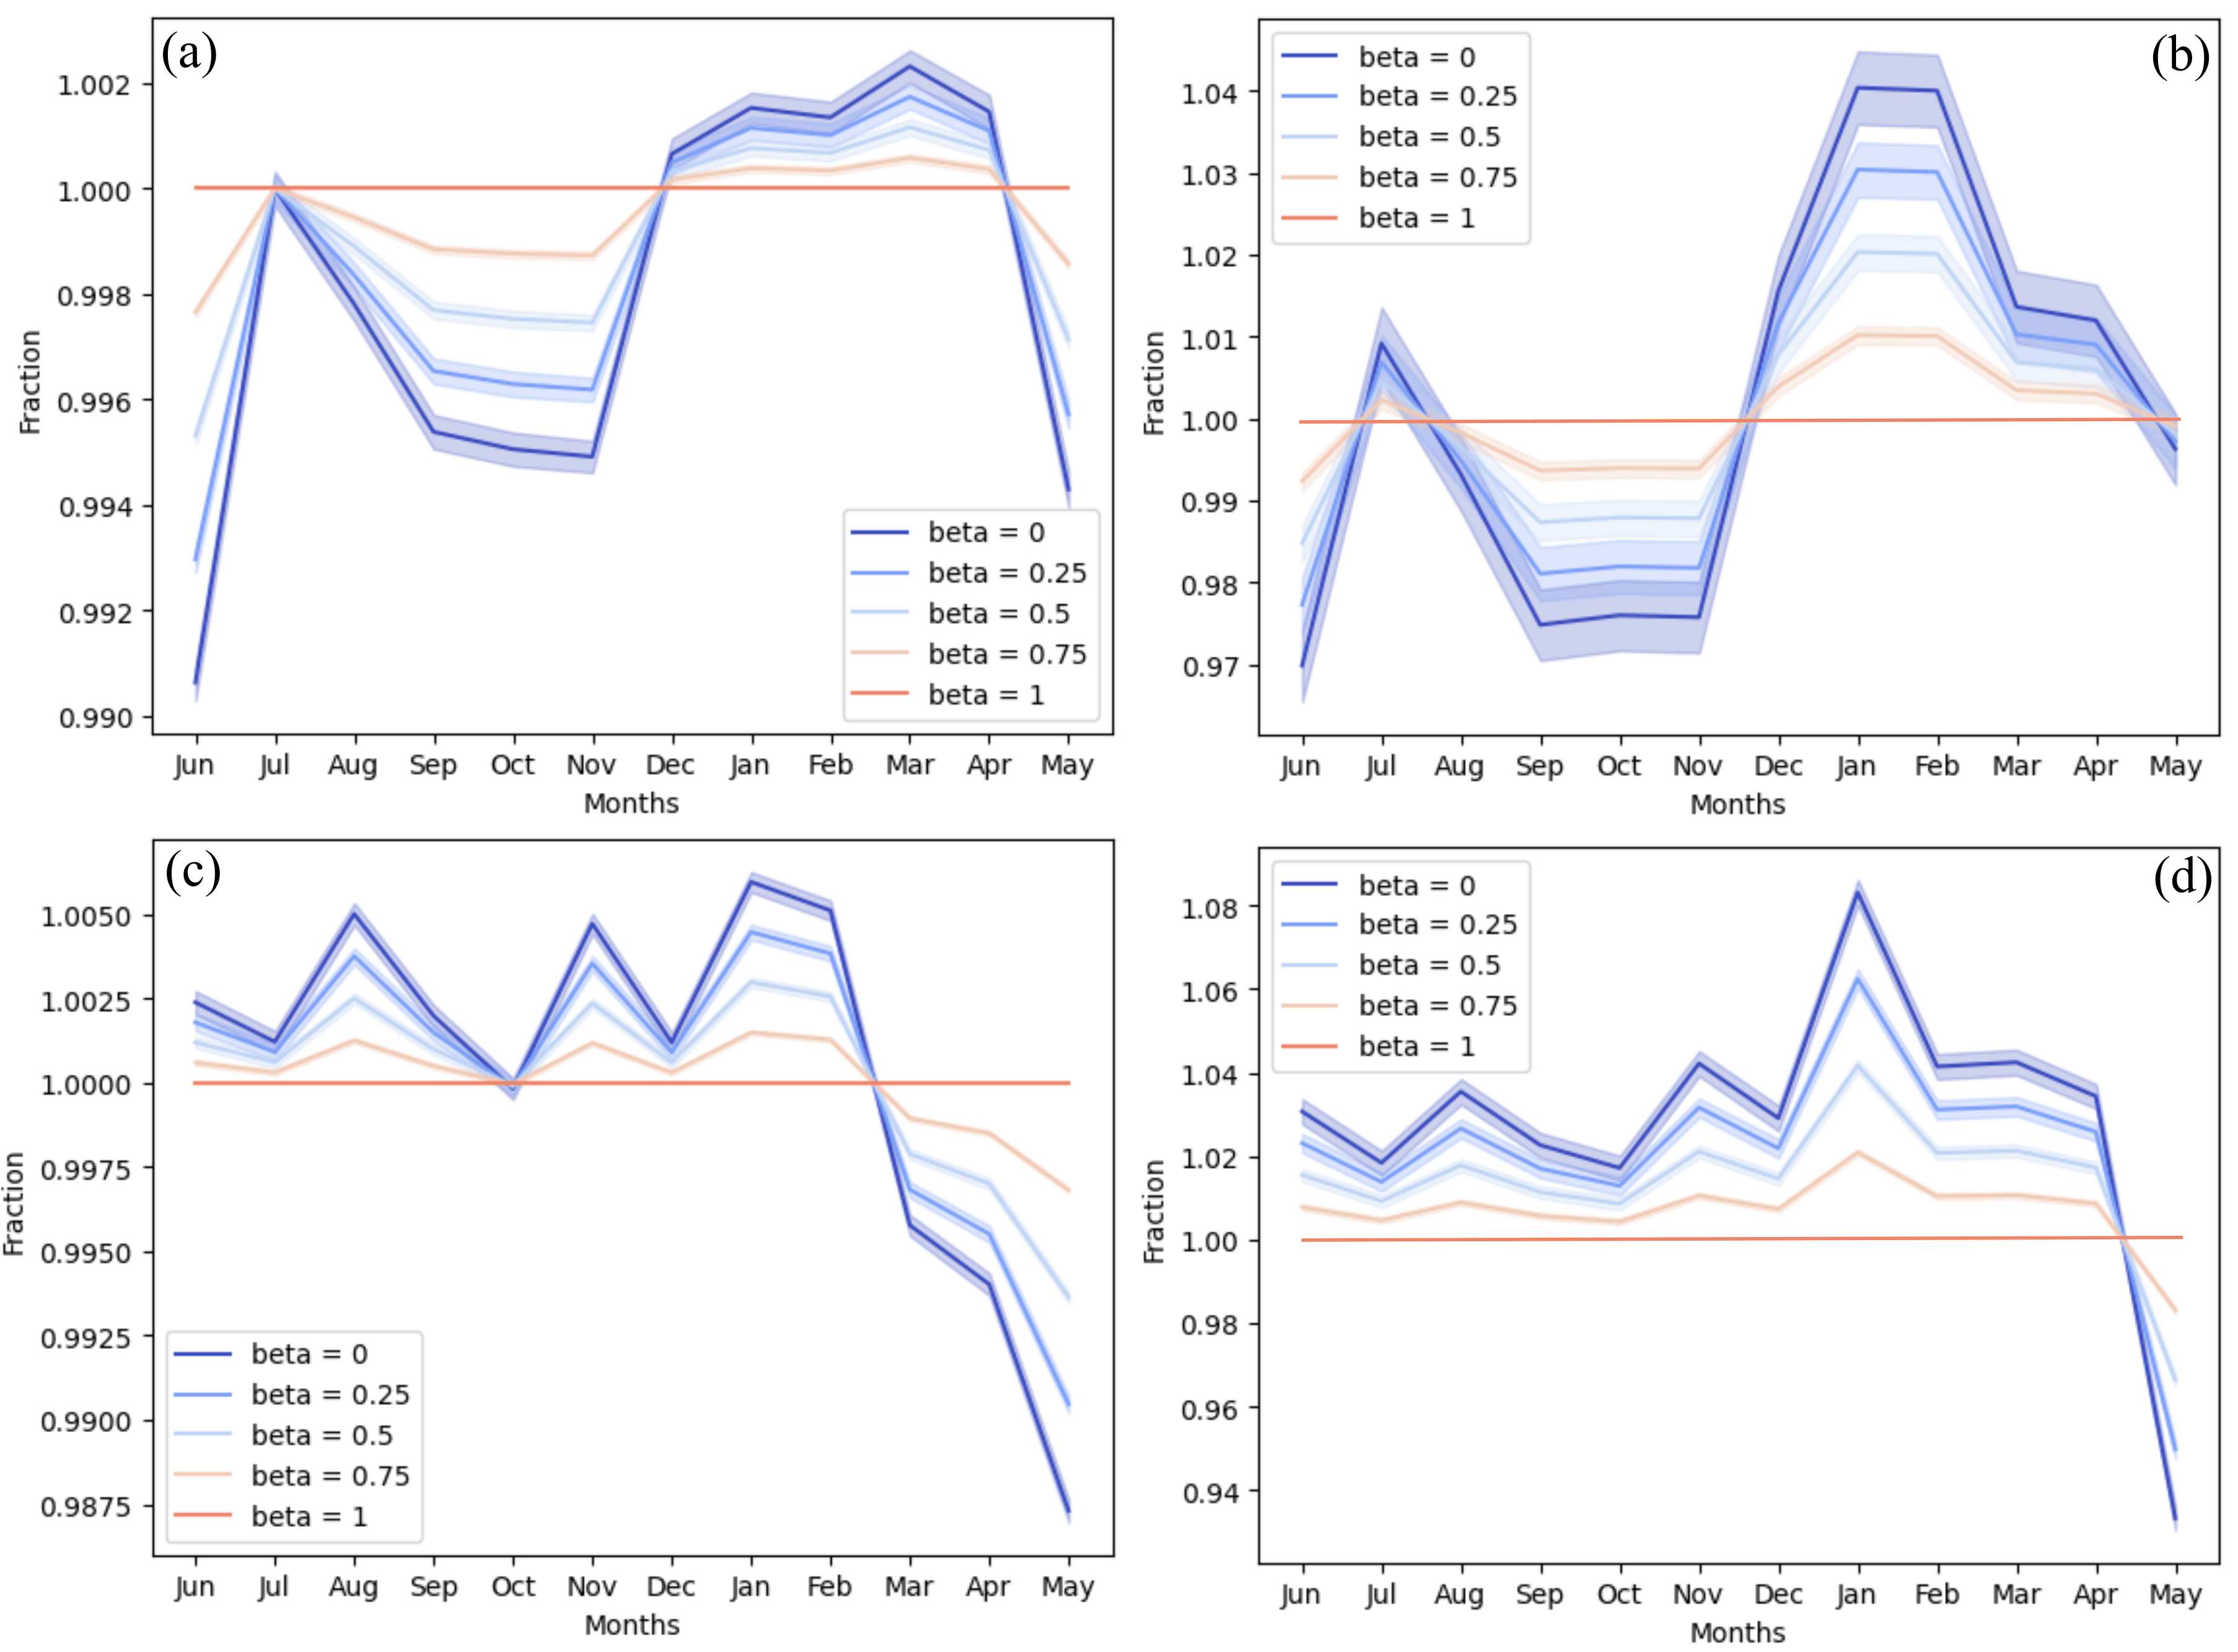 (a)
1.002
1.000
0.998
0.996
0.994
0.992
0.990
Fraction
beta = 0
beta = 0.25
beta = 0.5
beta = 0.75
beta = 1
Jun Jul Aug Sep Oct Nov Dec Jan Feb Mar Apr May
Months
(b)
beta = 0
beta = 0.25
beta = 0.5
beta = 0.75
beta = 1
1.04
1.03
1.02
1.01
1.00
0.99
0.98
0.97
Fraction
Jun Jul Aug Sep Oct Nov Dec Jan Feb Mar Apr May
Months
(c)
1.0050
1.0025
1.0000
0.9975
0.9950
0.9925
0.9900
0.9875
Fraction
beta = 0
beta = 0.25
beta = 0.5
beta = 0.75
beta = 1
Jun Jul Aug Sep Oct Nov Dec Jan Feb Mar Apr May
Months
(d)
beta = 0
beta = 0.25
beta = 0.5
beta = 0.75
beta = 1
1.08
1.06
1.04
1.02
1.00
0.98
0.96
0.94
Fraction
Jun Jul Aug Sep Oct Nov Dec Jan Feb Mar Apr May
Months